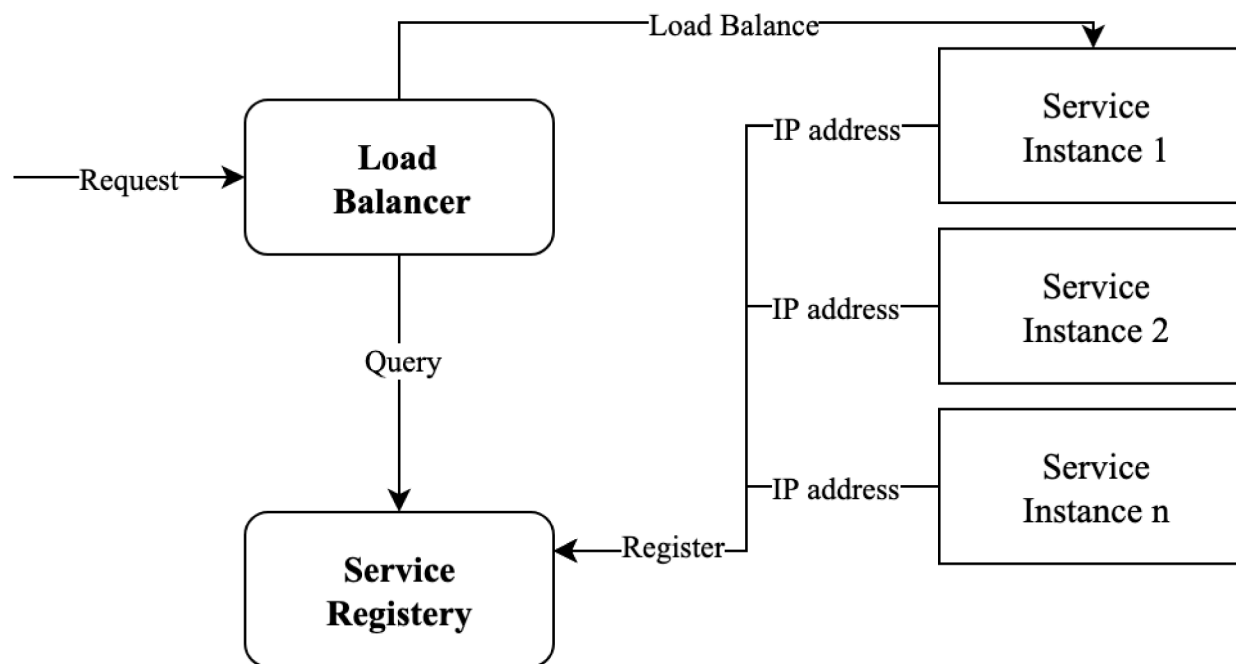 Load Balance
Service
Instance 1
IP address
Load
Balancer
Request
Service
Instance 2
IP address
Query
Service
Instance n
IP address
Register
Service
Registery